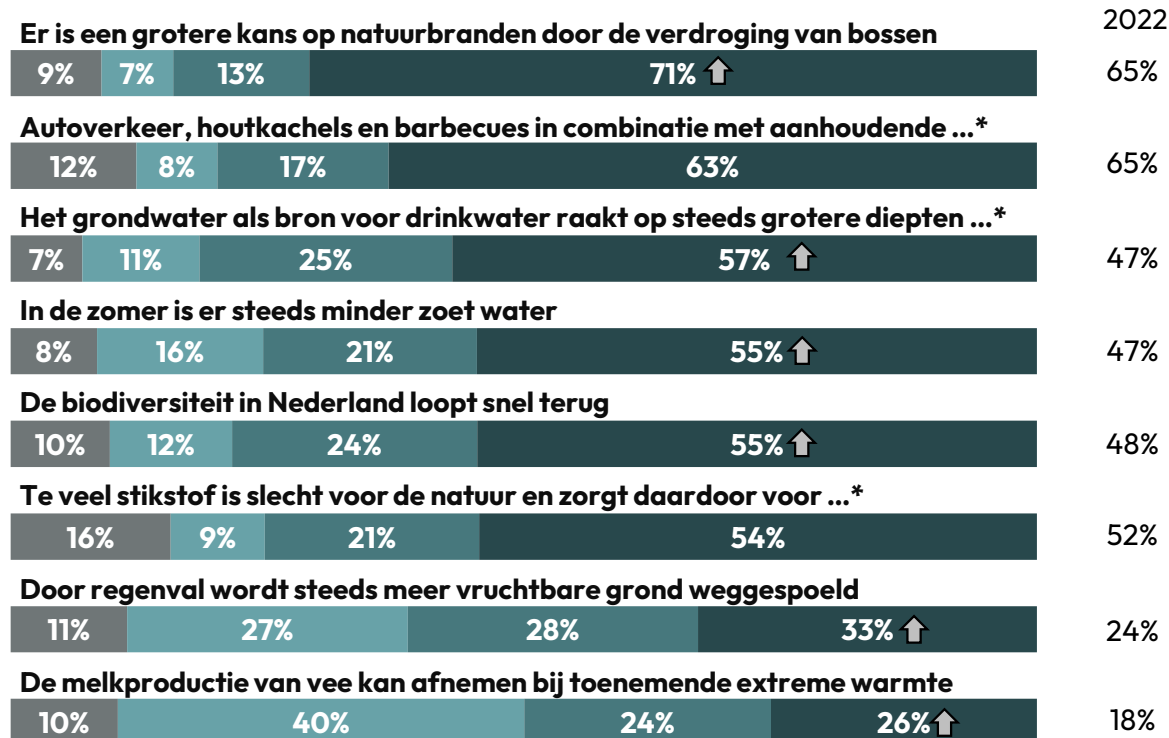 2022
Er is een grotere kans op natuurbranden door de verdroging van bossen
9% 7% 13% 71% 65%
Autoverkeer, houtkachels en barbecues in combinatie met aanhoudende ...*
12% 8% 17% 63% 65%
Het grondwater als bron voor drinkwater raakt op steeds grotere diepten ...*
7% 11% 25% 57% 47%
In de zomer is er steeds minder zoet water
8% 16% 21% 55% 47%
De biodiversiteit in Nederland loopt snel terug
10% 12% 24% 55% 48%
Te veel stikstof is slecht voor de natuur en zorgt daardoor voor ...*
16% 9% 21% 54% 52%
Door regenval wordt steeds meer vruchtbare grond weggespoeld
11% 27% 28% 33% 24%
De melkproductie van vee kan afnemen bij toenemende extreme warmte
10% 40% 24% 26% 18%